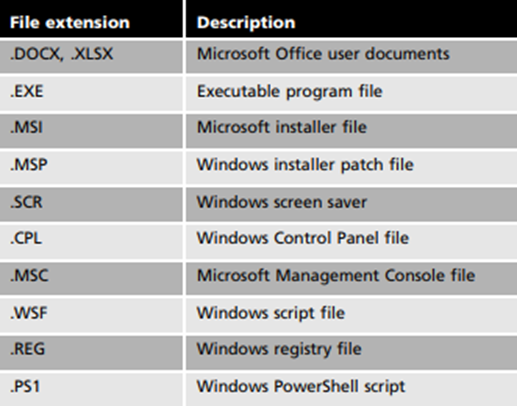 File extension Description
.DOCX, .XLSX Microsoft Office user documents
.EXE Executable program file
.MSI Microsoft installer file
.MSP Windows installer patch file
.SCR Windows screen saver
.CPL Windows Control Panel file
.MSC Microsoft Management Console file
.WSF Windows script file
.REG Windows registry file
.PS1 Windows PowerShell script